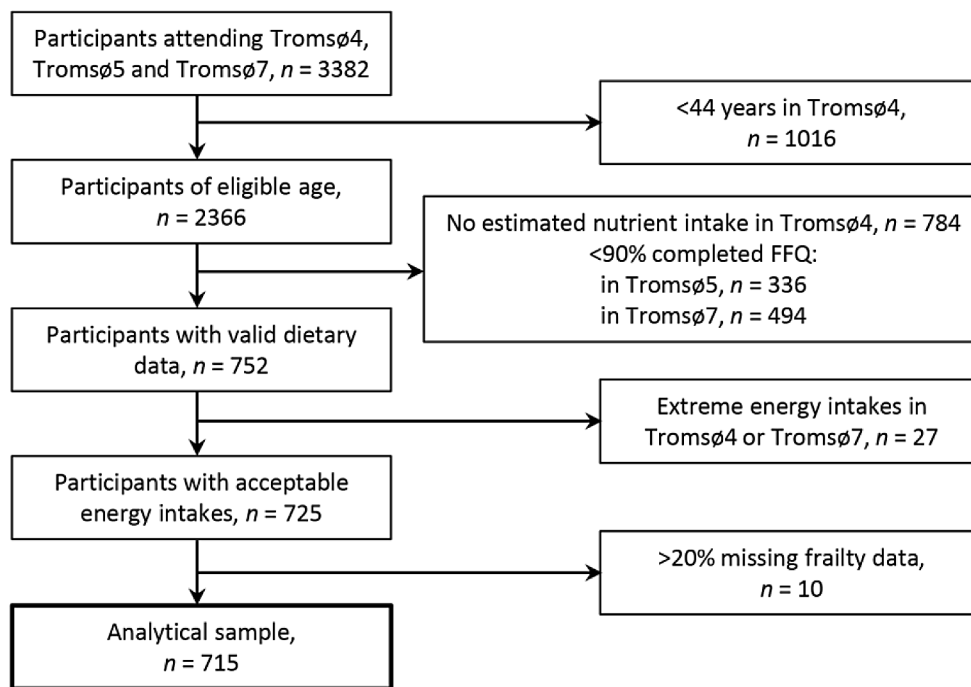 Participants attending Tromsø4,
Tromsø5 and Tromsø7, n = 3382
<44 years in Tromsø4,
n = 1016
Participants of eligible age,
n = 2366
No estimated nutrient intake in Tromsø4, n = 784
<90% completed FFQ:
in Tromsø5, n = 336
in Tromsø7, n = 494
Participants with valid dietary
data, n = 752
Extreme energy intakes in
Tromsø4 or Tromsø7, n = 27
Participants with acceptable
energy intakes, n = 725
>20% missing frailty data,
n = 10
Analytical sample,
n = 715